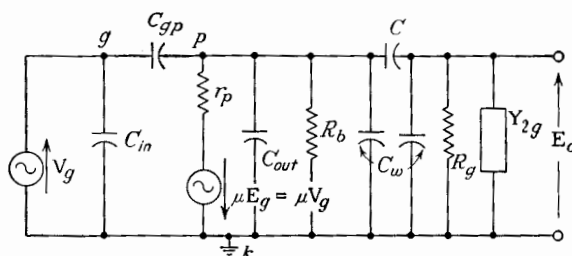 C_gp
C
g
p
r_p
V_g
C_in
C_out
R_b
C_w
R_g
Y_2g
E_o
μE_g = μV_g
k